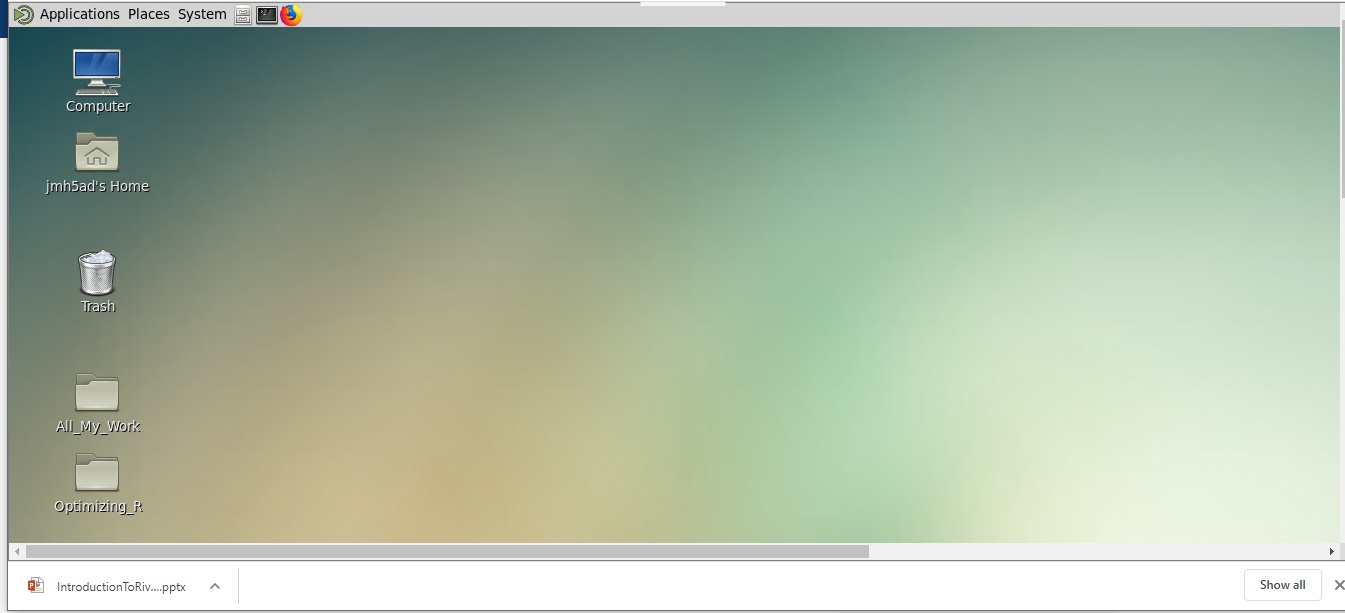 Applications Places System
Computer
jmh5ad's Home
Trash
All_My_Work
Optimizing_R
IntroductionToRiv....pptx
Show all